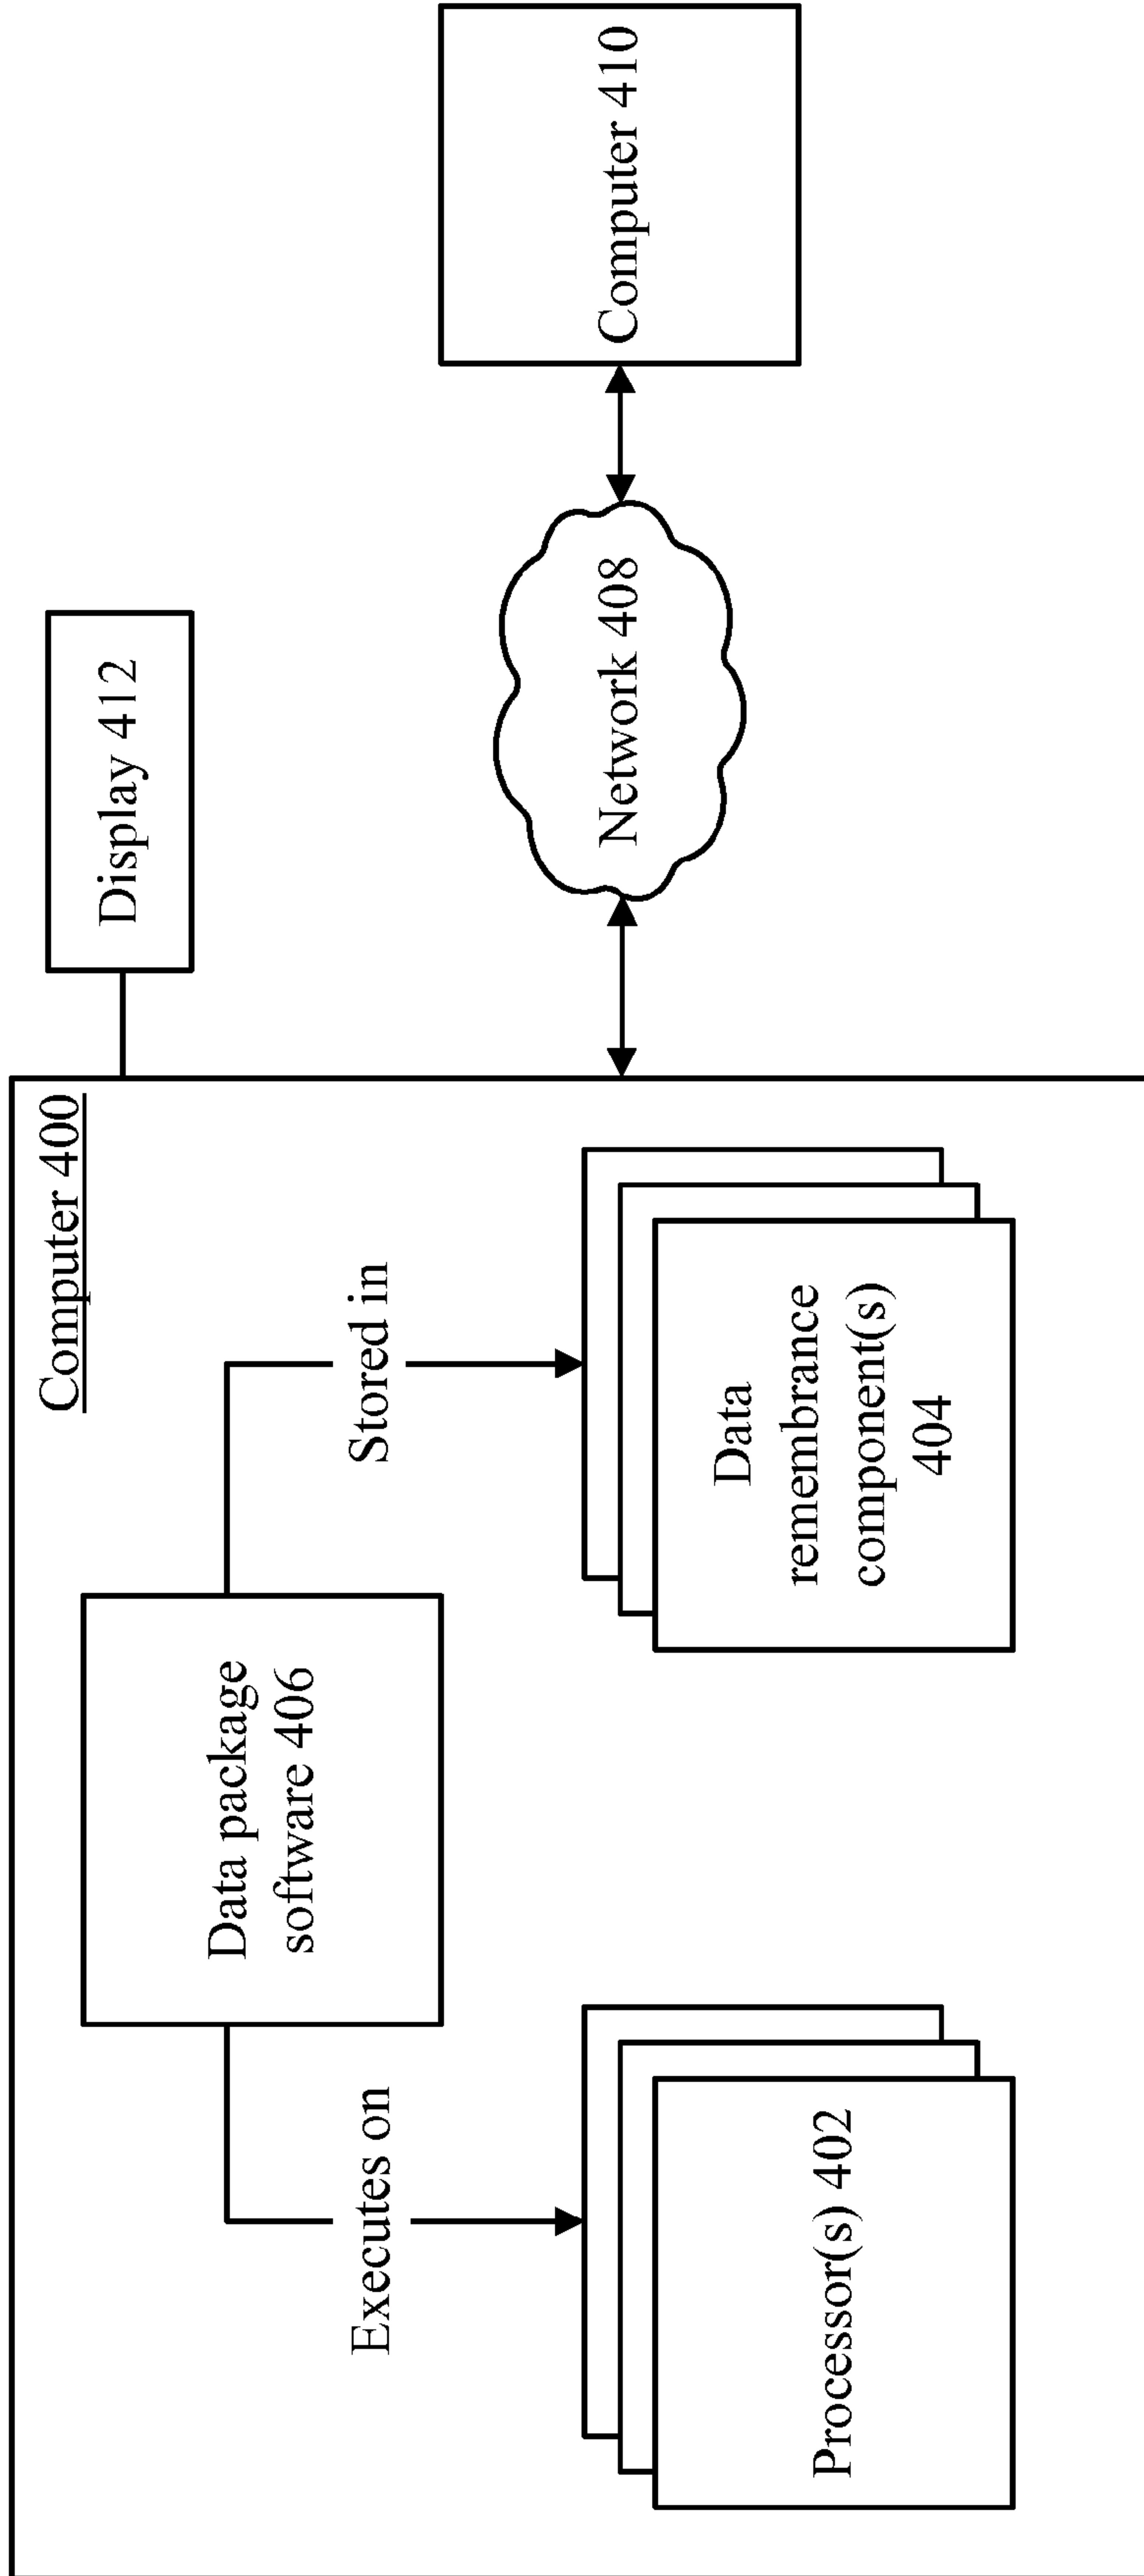 Computer 400
Data package
software 406
Executes on
Stored in
Processor(s) 402
Data
remembrance
component(s)
404
Display 412
Network 408
Computer 410